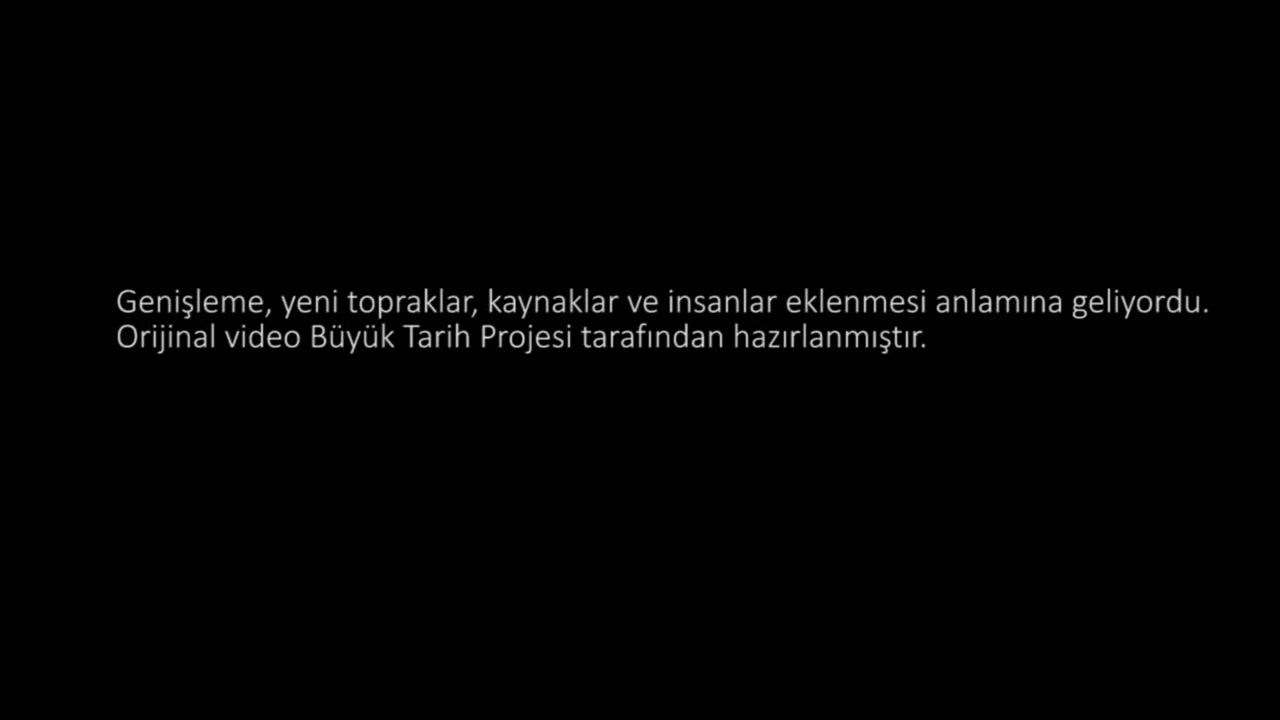 Genişleme, yeni topraklar, kaynaklar ve insanlar eklenmesi anlamına geliyordu.
Orijinal video Büyük Tarih Projesi tarafından hazırlanmıştır.